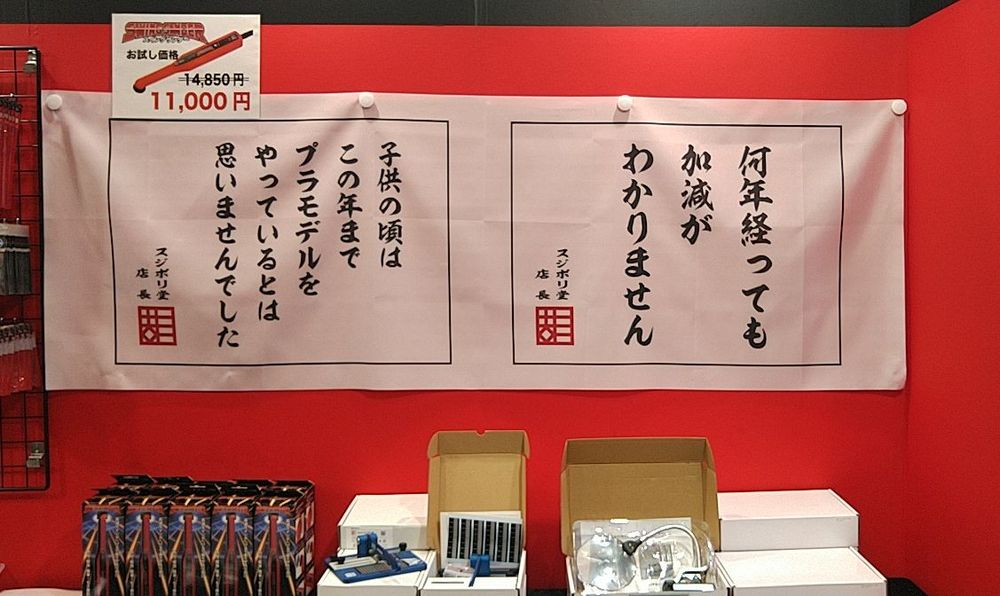 お試し価格
14,850円
11,000円
何年経っても
加減が
わかりません
スジボリ堂
店長
子供の頃は
この年まで
プラモデルを
やっているとは
思いませんでした
スジボリ堂
店長